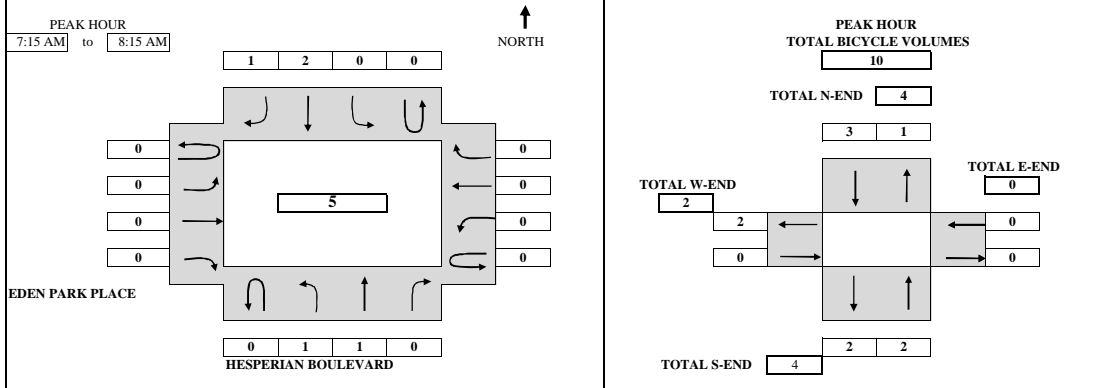 PEAK HOUR
7:15 AM to 8:15 AM
NORTH
1 2 0 0
0 0
0 0
5
0 0
0 0
EDEN PARK PLACE
0 1 1 0
HESPERIAN BOULEVARD
PEAK HOUR
TOTAL BICYCLE VOLUMES
10
TOTAL N-END 4
3 1
TOTAL E-END
0
TOTAL W-END
2
2 0
0 0
2 2
TOTAL S-END 4